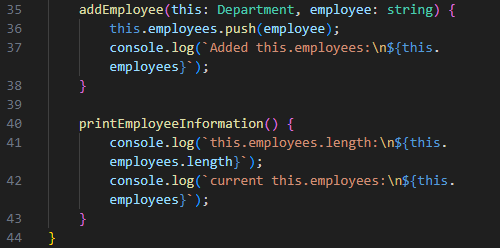 35 addEmployee(this: Department, employee: string) {
36 this.employees.push(employee);
37 console.log(`Added this.employees:\n${this.
employees}`);
38 }
39
40 printEmployeeInformation() {
41 console.log(`this.employees.length:\n${this.
employees.length}`);
42 console.log(`current this.employees:\n${this.
employees}`);
43 }
44 }